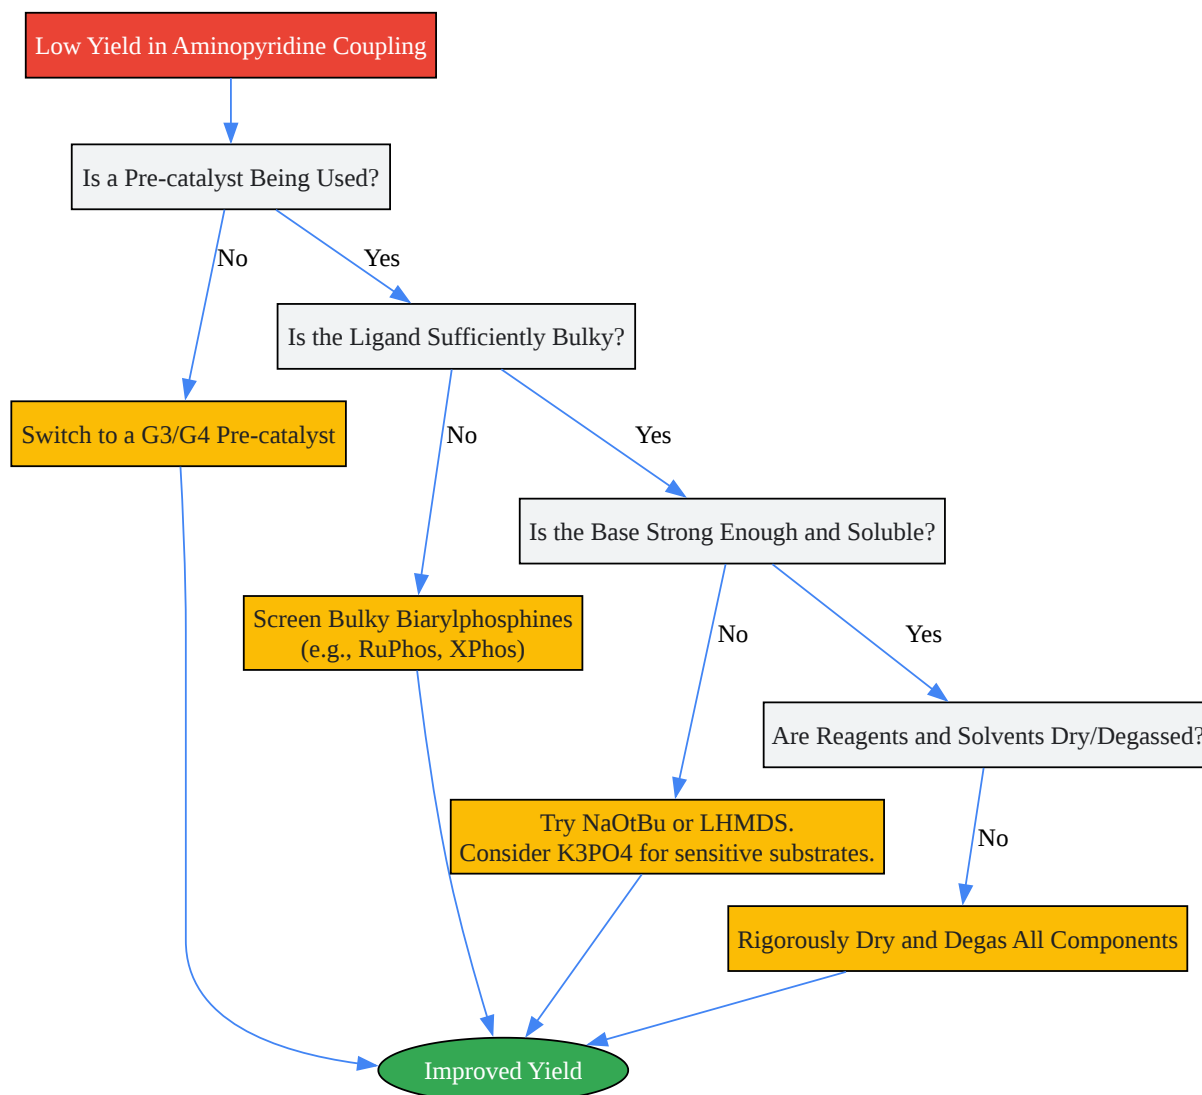 Low Yield in Aminopyridine Coupling
Is a Pre-catalyst Being Used?
No
Yes
Is the Ligand Sufficiently Bulky?
Switch to a G3/G4 Pre-catalyst
No
Yes
Is the Base Strong Enough and Soluble?
Screen Bulky Biarylphosphines
(e.g., RuPhos, XPhos)
No
Yes
Are Reagents and Solvents Dry/Degassed?
Try NaOtBu or LHMDS.
Consider K3PO4 for sensitive substrates.
No
Rigorously Dry and Degas All Components
Improved Yield